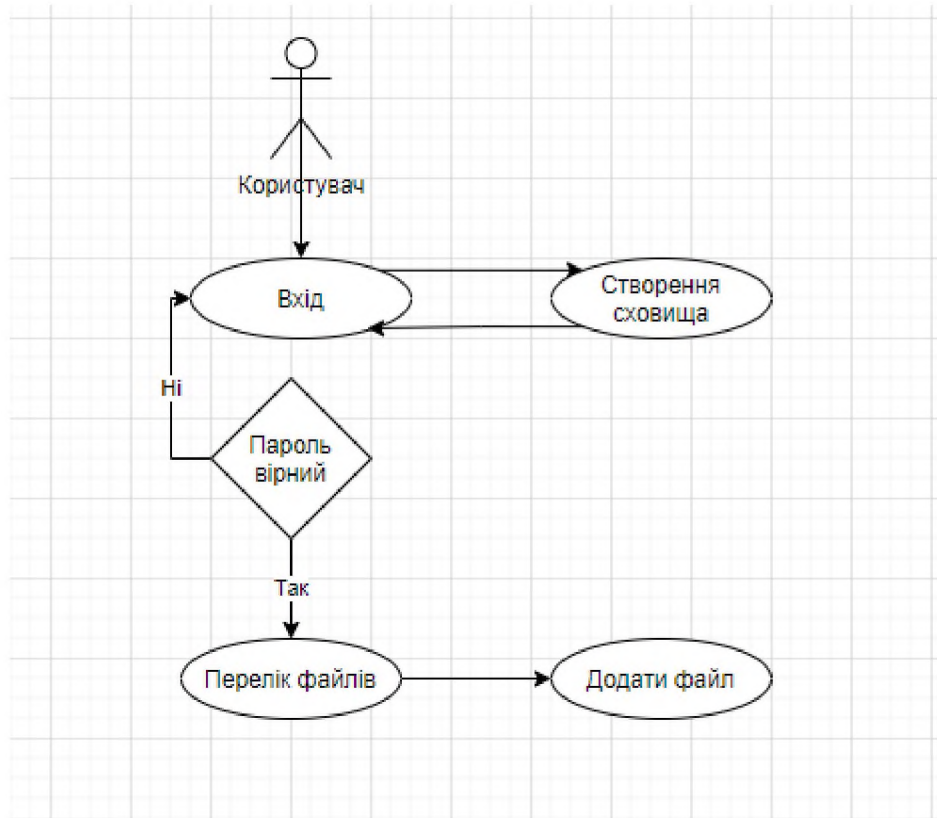 Користувач
Вхід
Створення
сховища
Ні
Пароль
вірний
Так
Перелік файлів
Додати файл